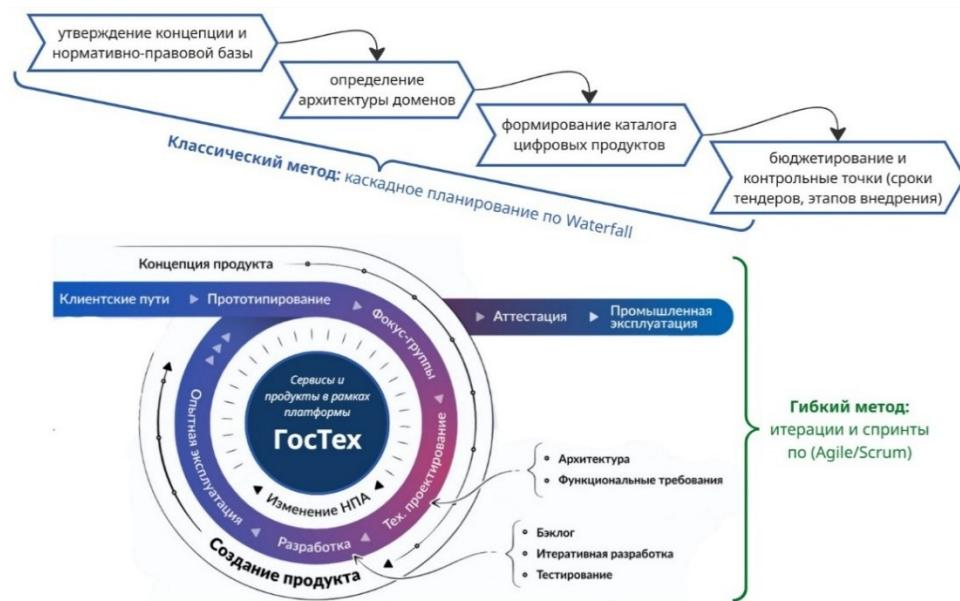 утверждение концепции и
нормативно-правовой базы
определение
архитектуры доменов
формирование каталога
цифровых продуктов
бюджетирование и
контрольные точки (сроки
тендеров, этапов внедрения)
Классический метод: каскадное планирование по Waterfall
Концепция продукта
Клиентские пути
Прототипирование
Фокус-группы
Аттестация
Промышленная
эксплуатация
Сервисы и
продукты в рамках
платформы
ГосТех
Изменение НПА
Опытная эксплуатация
Тех. проектирование
Разработка
Создание продукта
Архитектура
Функциональные требования
Бэклог
Итеративная разработка
Тестирование
Гибкий метод:
итерации и спринты
по (Agile/Scrum)